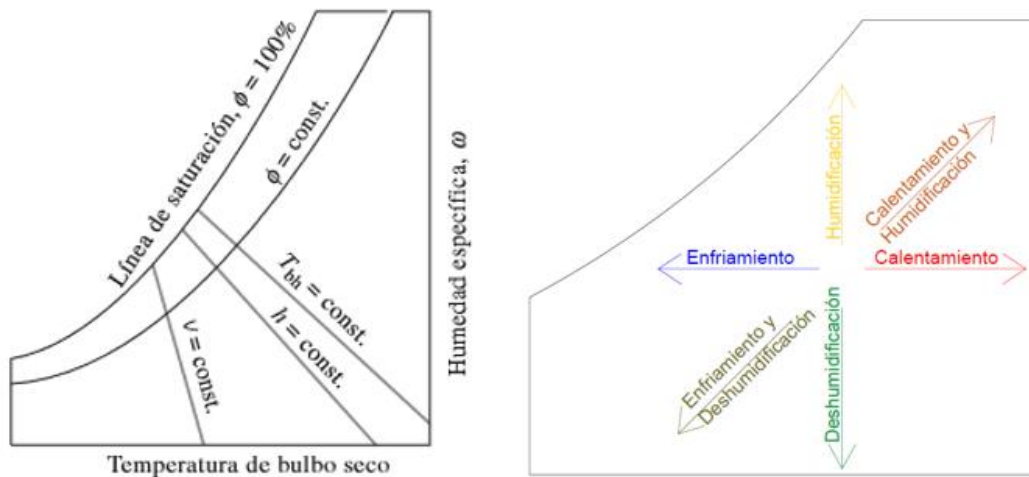 Línea de saturación, ϕ = 100%
ϕ = const.
T_bh = const.
h = const.
v = const.
Humedad específica, ω
Temperatura de bulbo seco
Humidificación
Calentamiento y
Humidificación
Enfriamiento
Calentamiento
Enfriamiento y
Deshumidificación
Deshumidificación